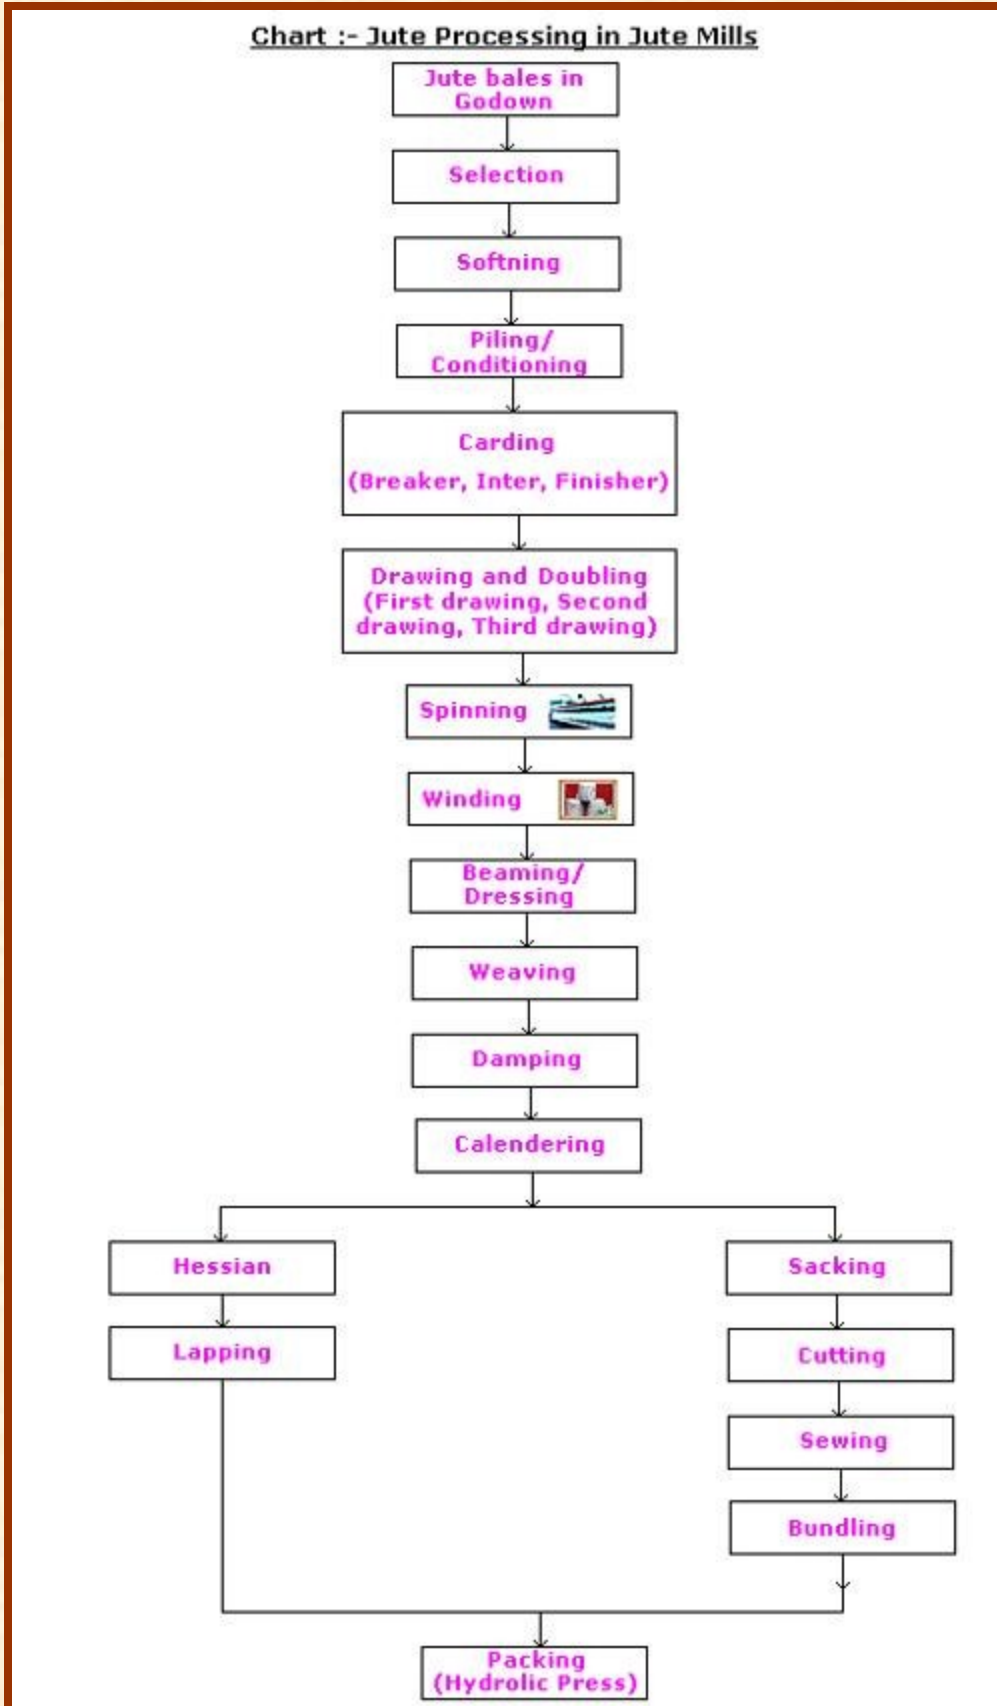 Chart :- Jute Processing in Jute Mills
Jute bales in
Godown
Selection
Softning
Piling/
Conditioning
Carding
(Breaker, Inter, Finisher)
Drawing and Doubling
(First drawing, Second
drawing, Third drawing)
Spinning
Winding
Beaming/
Dressing
Weaving
Damping
Calendering
Hessian
Sacking
Lapping
Cutting
Sewing
Bundling
Packing
(Hydrolic Press)